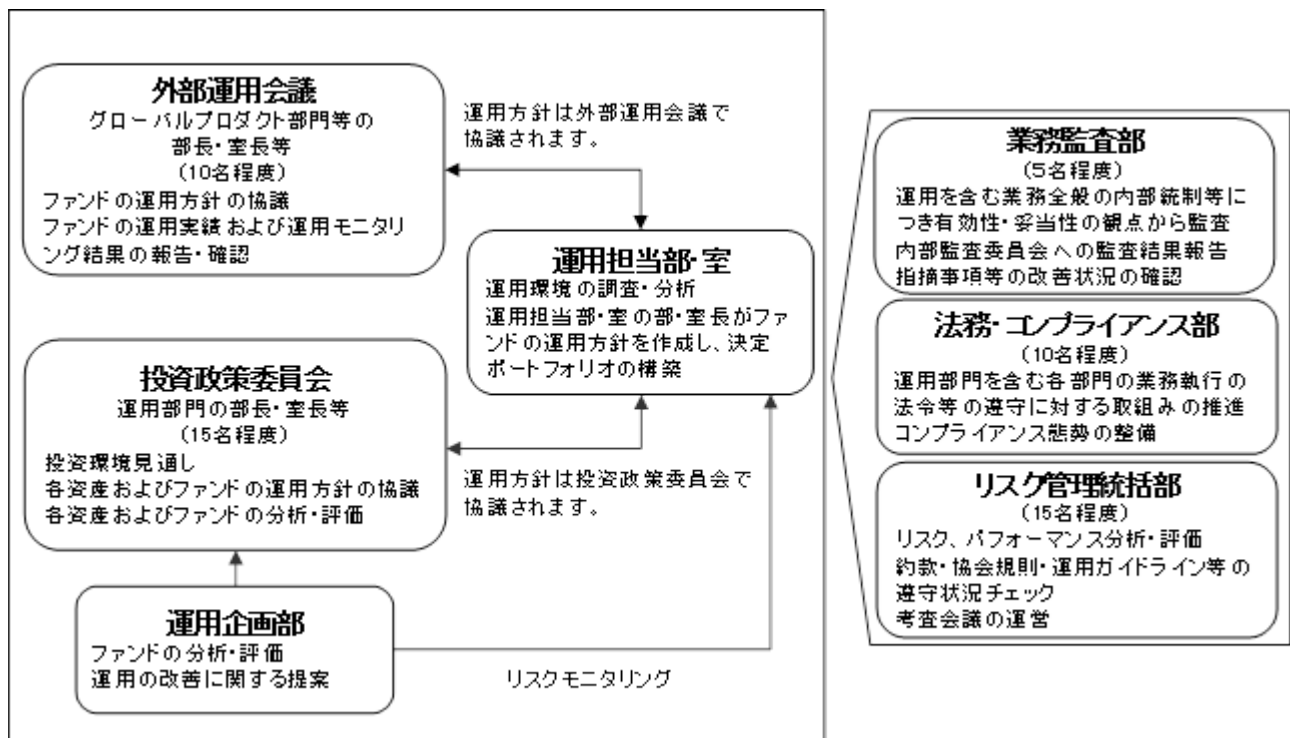 外部運用会議
グローバルプロダクト部門等の
部長・室長等
(10名程度)
ファンドの運用方針の協議
ファンドの運用実績および運用モニタリ
ング結果の報告・確認
運用方針は外部運用会議で
協議されます。
運用担当部・室
運用環境の調査・分析
運用担当部・室の部・室長がファ
ンドの運用方針を作成し、決定
ポートフォリオの構築
投資政策委員会
運用部門の部長・室長等
(15名程度)
投資環境見通し
各資産およびファンドの運用方針の協議
各資産およびファンドの分析・評価
運用方針は投資政策委員会で
協議されます。
運用企画部
ファンドの分析・評価
運用の改善に関する提案
リスクモニタリング
業務監査部
(5名程度)
運用を含む業務全般の内部統制等に
つき有効性・妥当性の観点から監査
内部監査委員会への監査結果報告
指摘事項等の改善状況の確認
法務・コンプライアンス部
(10名程度)
運用部門を含む各部門の業務執行の
法令等の遵守に対する取組みの推進
コンプライアンス態勢の整備
リスク管理統括部
(15名程度)
リスク、パフォーマンス分析・評価
約款・協会規則・運用ガイドライン等の
遵守状況チェック
考査会議の運営